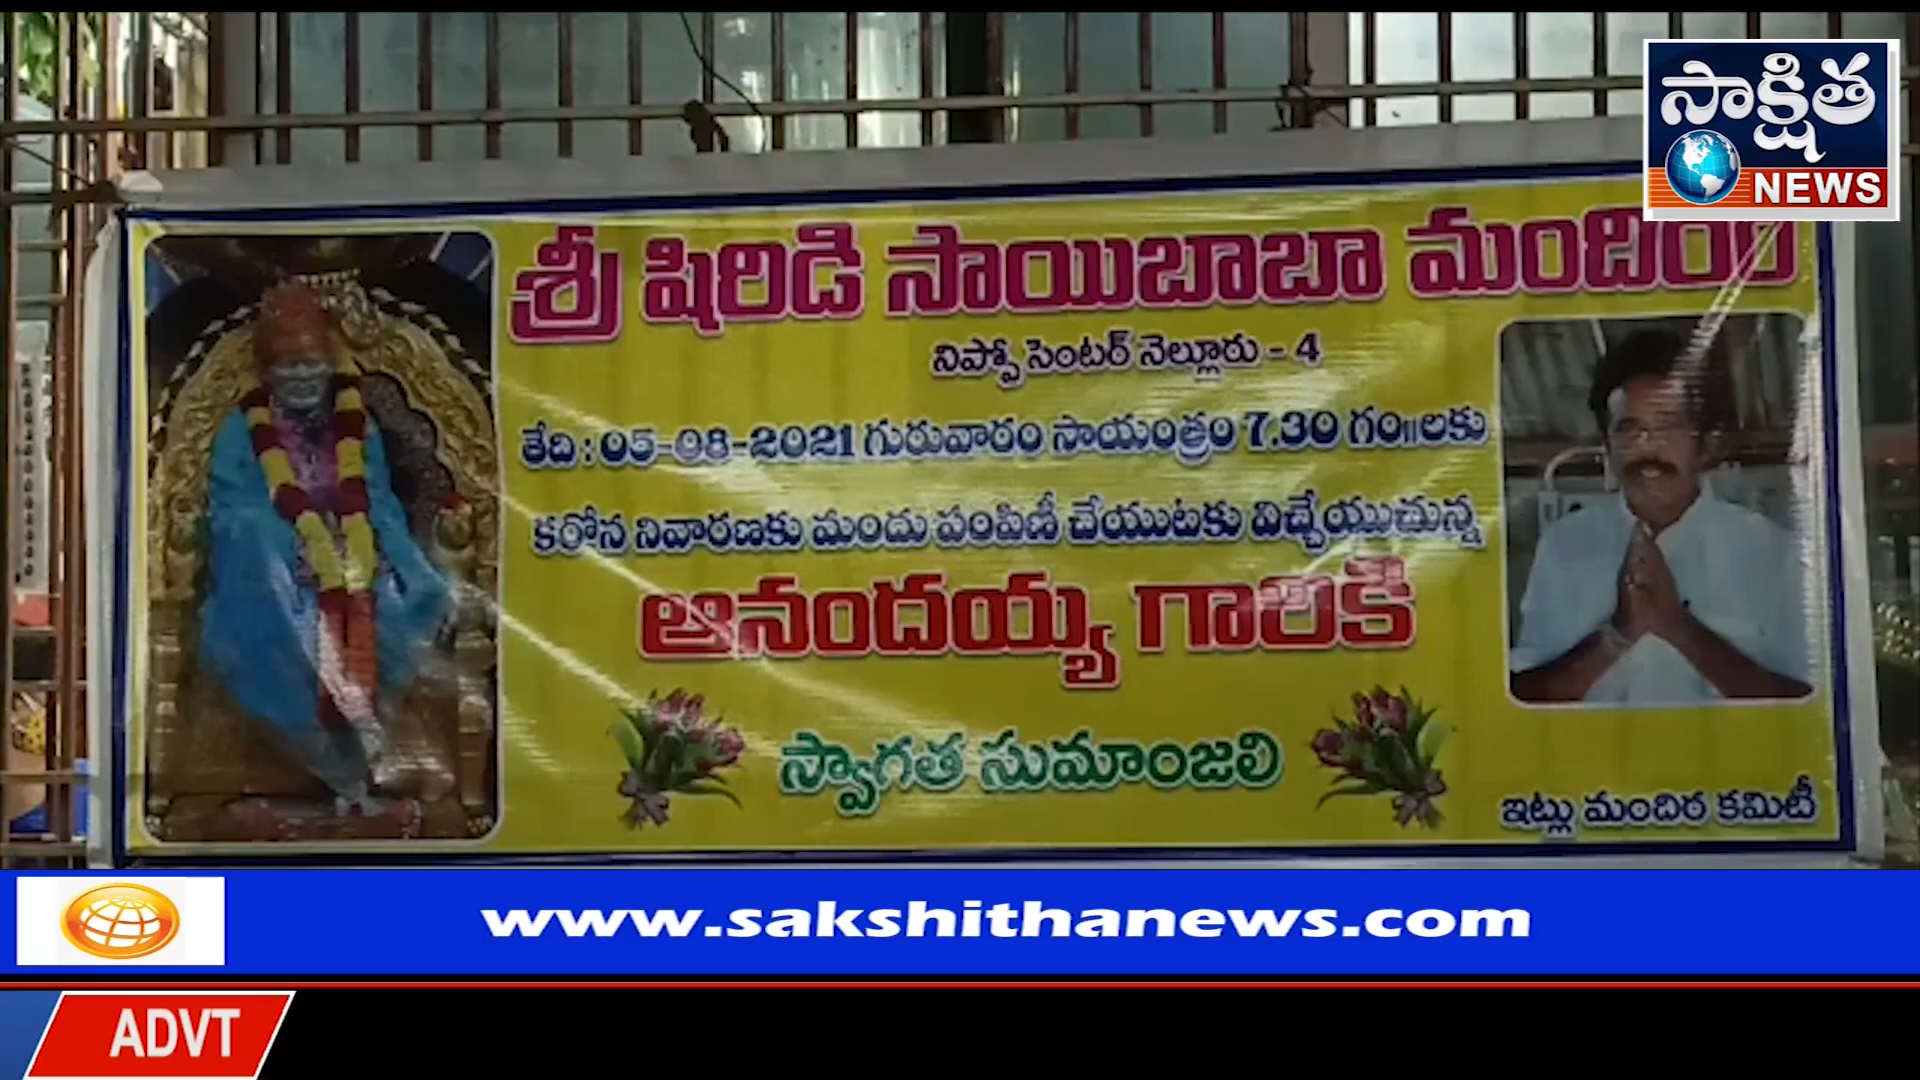 సాక్షిత
NEWS
శ్రీ షిరిడి సాయిబాబా మందిరం
నిప్పో సెంటర్ నెల్లూరు - 4
తేది : 05-08-2021 గురువారం సాయంత్రం 7.30 గం॥లకు
కరోన నివారణకు మందు పంపిణీ చేయుటకు విచ్చేయుచున్న
ఆనందయ్య గారికి
స్వాగత సుమాంజలి
ఇట్లు మందిర కమిటీ
www.sakshithanews.com
ADVT